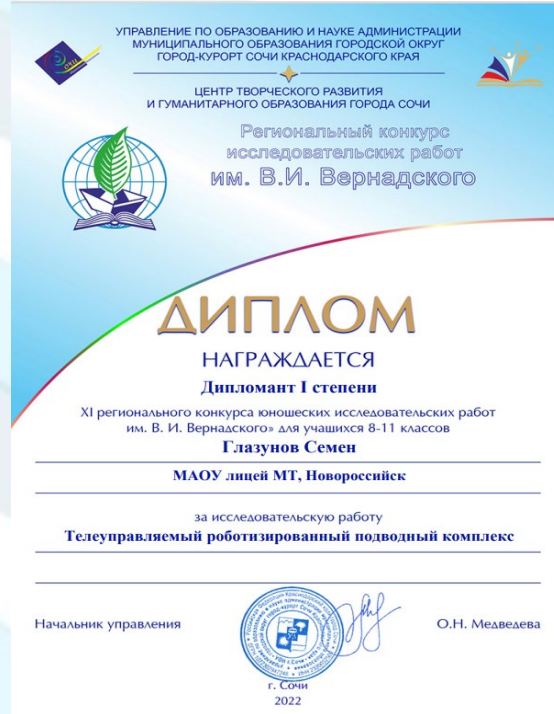 УПРАВЛЕНИЕ ПО ОБРАЗОВАНИЮ И НАУКЕ АДМИНИСТРАЦИИ
МУНИЦИПАЛЬНОГО ОБРАЗОВАНИЯ ГОРОДСКОЙ ОКРУГ
ГОРОД-КУРОРТ СОЧИ КРАСНОДАРСКОГО КРАЯ
ЦЕНТР ТВОРЧЕСКОГО РАЗВИТИЯ
И ГУМАНИТАРНОГО ОБРАЗОВАНИЯ ГОРОДА СОЧИ
Региональный конкурс
исследовательских работ
им. В.И. Вернадского
ДИПЛОМ
НАГРАЖДАЕТСЯ
Дипломант I степени
XI регионального конкурса юношеских исследовательских работ
им. В. И. Вернадского» для учащихся 8-11 классов
Глазунов Семен
МАОУ лицей МТ, Новороссийск
за исследовательскую работу
Телеуправляемый роботизированный подводный комплекс
Начальник управления
О.Н. Медведева
г. Сочи
2022